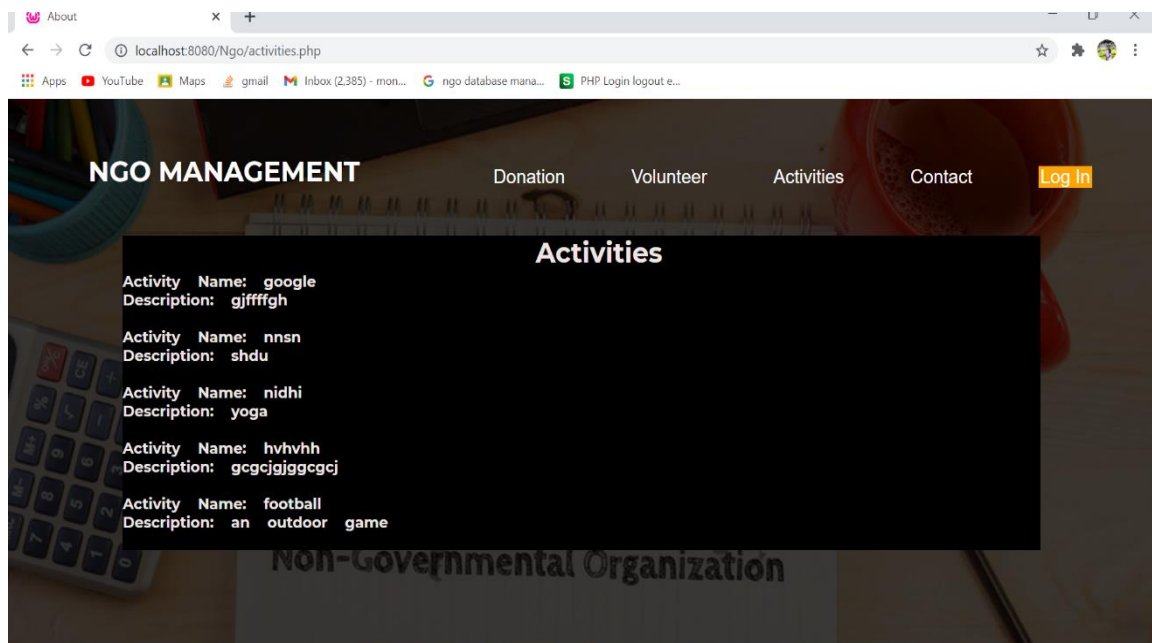 About
localhost:8080/Ngo/activities.php
Apps YouTube Maps gmail Inbox (2,385) - mon... ngo database mana... PHP Login logout e...
NGO MANAGEMENT Donation Volunteer Activities Contact Log In
Activities
Activity Name: google
Description: gjffffgh
Activity Name: nnsn
Description: shdu
Activity Name: nidhi
Description: yoga
Activity Name: hvhvhh
Description: gcgcjgjggcgcj
Activity Name: football
Description: an outdoor game
Non-Governmental Organization